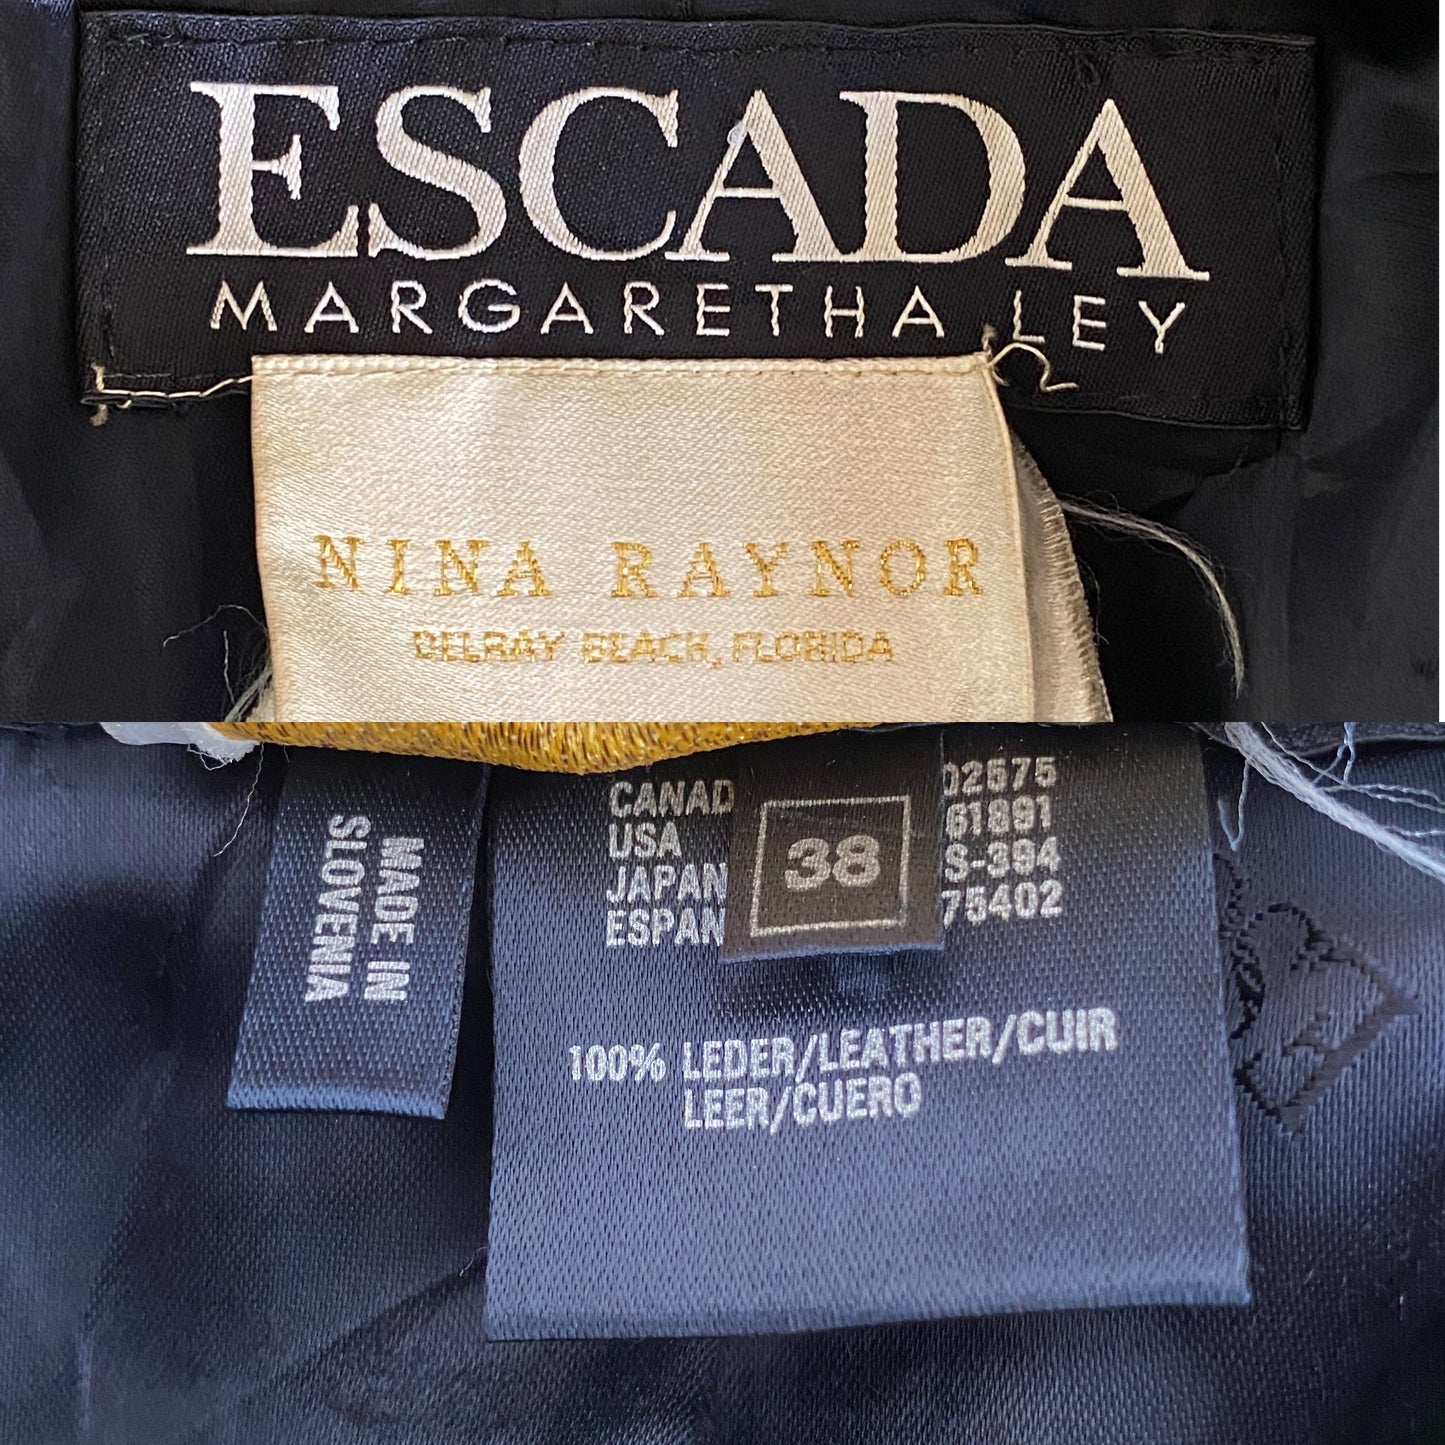 ESCADA
MARGARETHA LEY
NINA RAYNOR
DELRAY BEACH, FLORIDA
MADE IN
SLOVENIA
CANAD 02575
USA 61891
JAPAN S-394
ESPAN 75402
38
100% LEDER/LEATHER/CUIR
LEER/CUERO